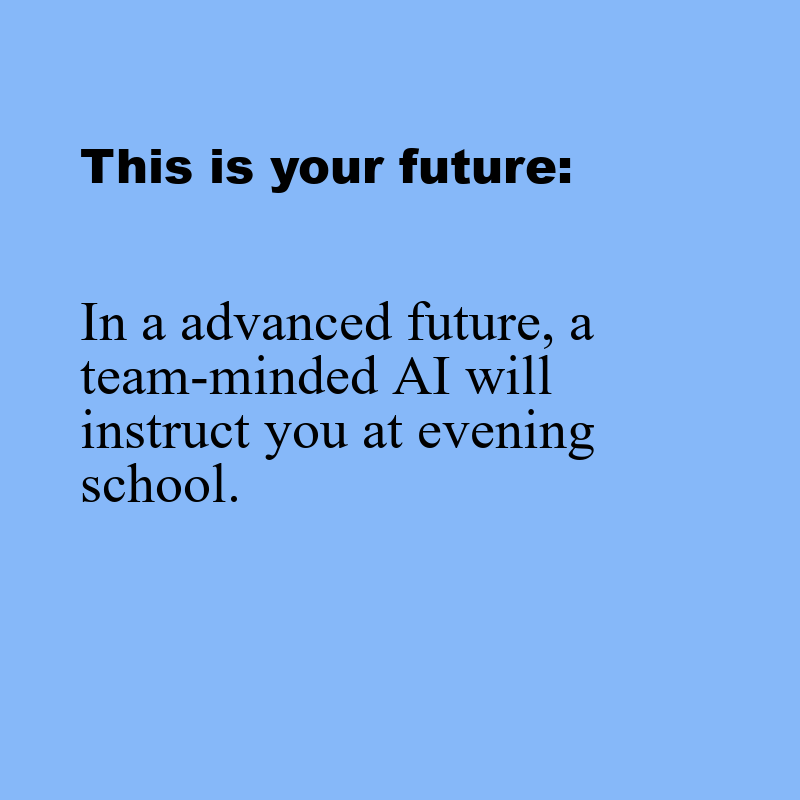 This is your future:
In a advanced future, a
team-minded AI will
instruct you at evening
school.